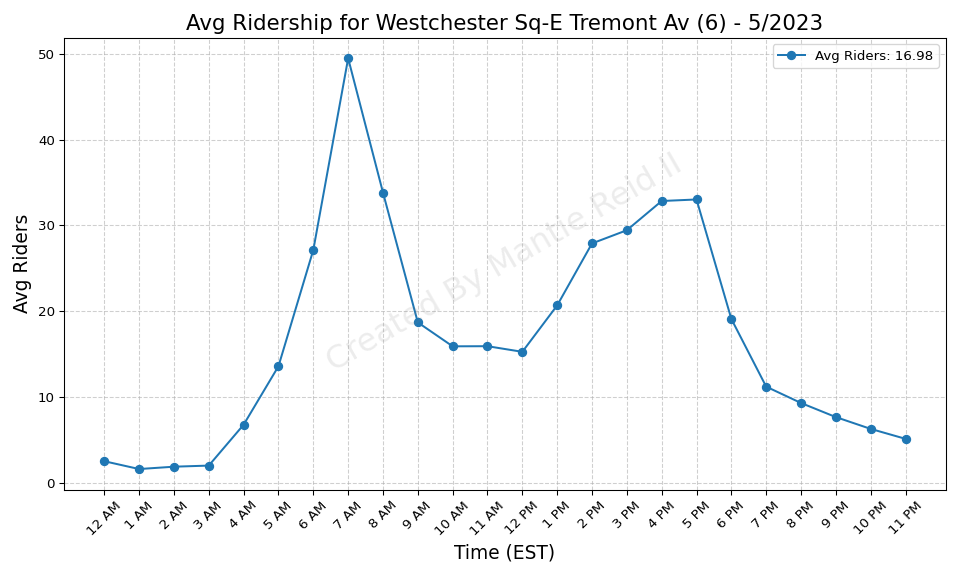 Avg Ridership for Westchester Sq-E Tremont Av (6) - 5/2023
Avg Riders: 16.98
50
40
30
20
10
0
Avg Riders
Created By Mantle Reid II
12 AM
1 AM
2 AM
3 AM
4 AM
5 AM
6 AM
7 AM
8 AM
9 AM
10 AM
11 AM
12 PM
1 PM
2 PM
3 PM
4 PM
5 PM
6 PM
7 PM
8 PM
9 PM
10 PM
11 PM
Time (EST)